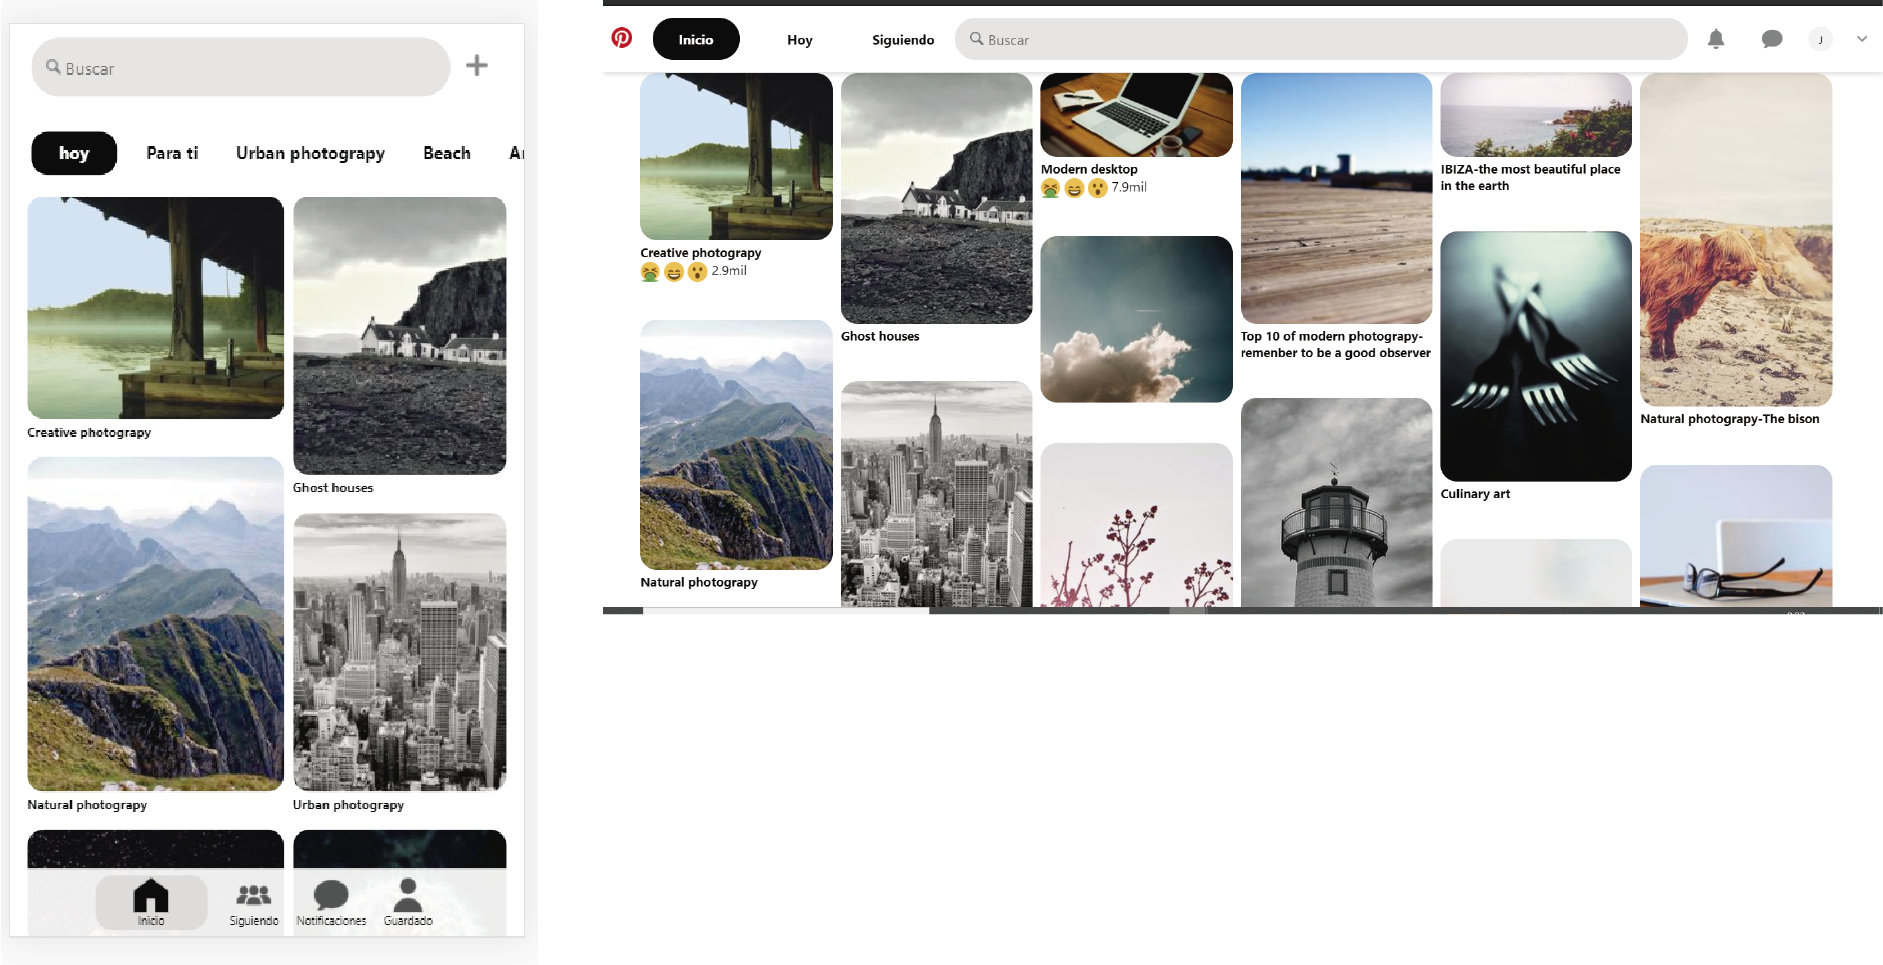 Buscar
hoy
Para ti
Urban photograpy
Beach
Creative photograpy
Ghost houses
Natural photograpy
Urban photograpy
Inicio
Siguiendo
Notificaciones
Guardado
Inicio
Hoy
Siguiendo
Buscar
J
Creative photograpy
2.9mil
Natural photograpy
Ghost houses
Modern desktop
7.9mil
Top 10 of modern photograpy-
remenber to be a good observer
IBIZA-the most beautiful place
in the earth
Culinary art
Natural photograpy-The bison